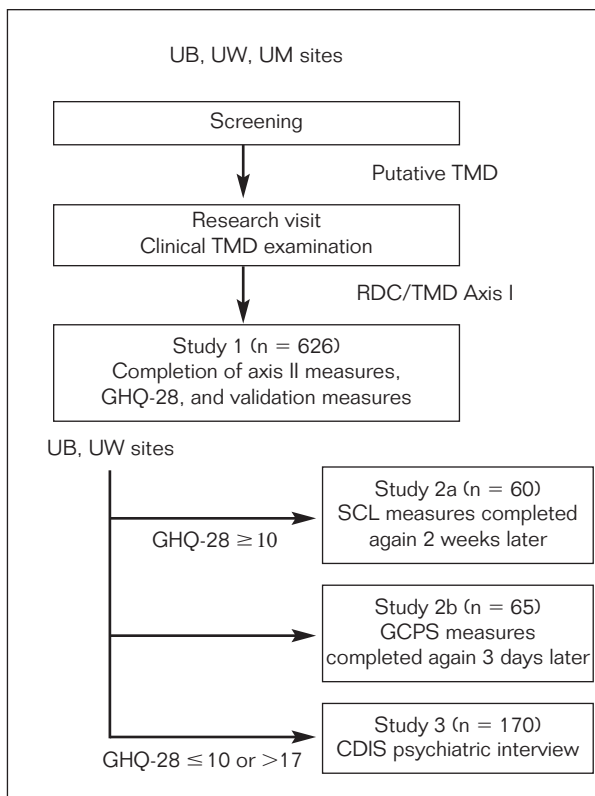 UB, UW, UM sites
Screening
Putative TMD
Research visit
Clinical TMD examination
RDC/TMD Axis I
Study 1 (n = 626)
Completion of axis II measures,
GHQ-28, and validation measures
UB, UW sites
Study 2a (n = 60)
SCL measures completed
again 2 weeks later
GHQ-28 ≥10
Study 2b (n = 65)
GCPS measures
completed again 3 days later
Study 3 (n = 170)
CDIS psychiatric interview
GHQ-28 ≤10 or >17